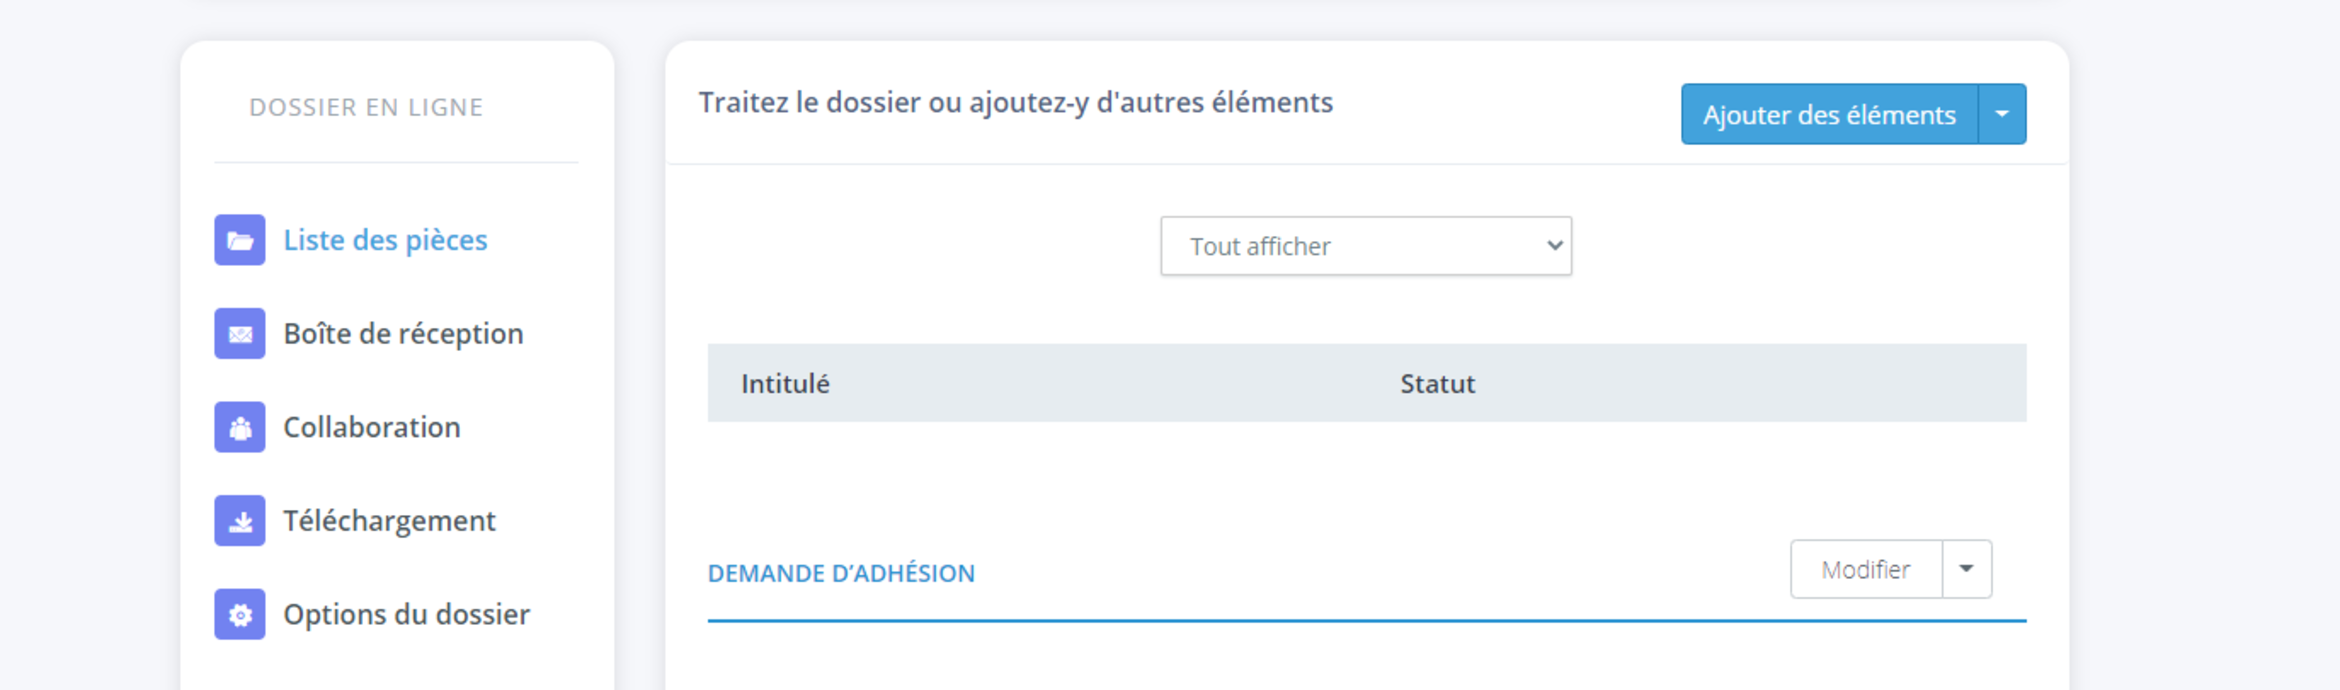 DOSSIER EN LIGNE
Liste des pièces
Boîte de réception
Collaboration
Téléchargement
Options du dossier
Traitez le dossier ou ajoutez-y d'autres éléments
Ajouter des éléments
Tout afficher
Intitulé Statut
DEMANDE D’ADHÉSION
Modifier